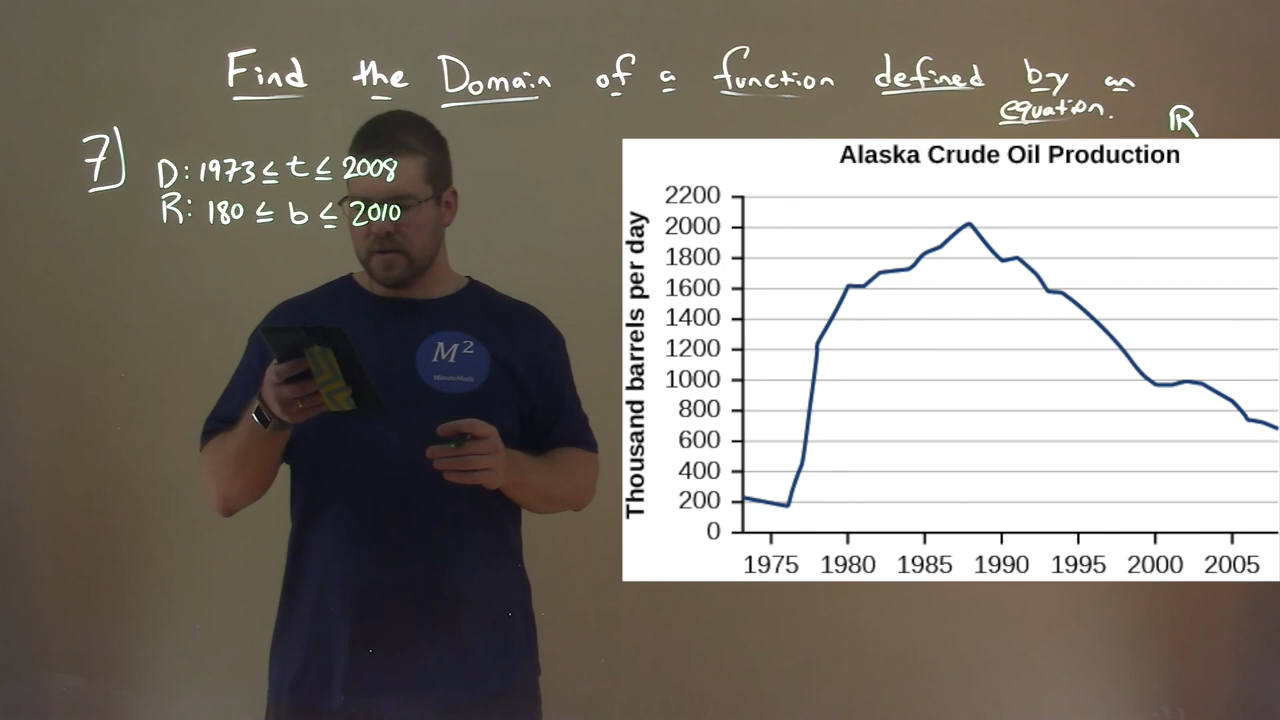 Find the Domain of a function defined by an
equation.
ℝ
7]
D: 1973 ≤ t ≤ 2008
R: 180 ≤ b ≤ 2010
M²
MinuteMath
Alaska Crude Oil Production
Thousand barrels per day
2200
2000
1800
1600
1400
1200
1000
800
600
400
200
0
1975 1980 1985 1990 1995 2000 2005